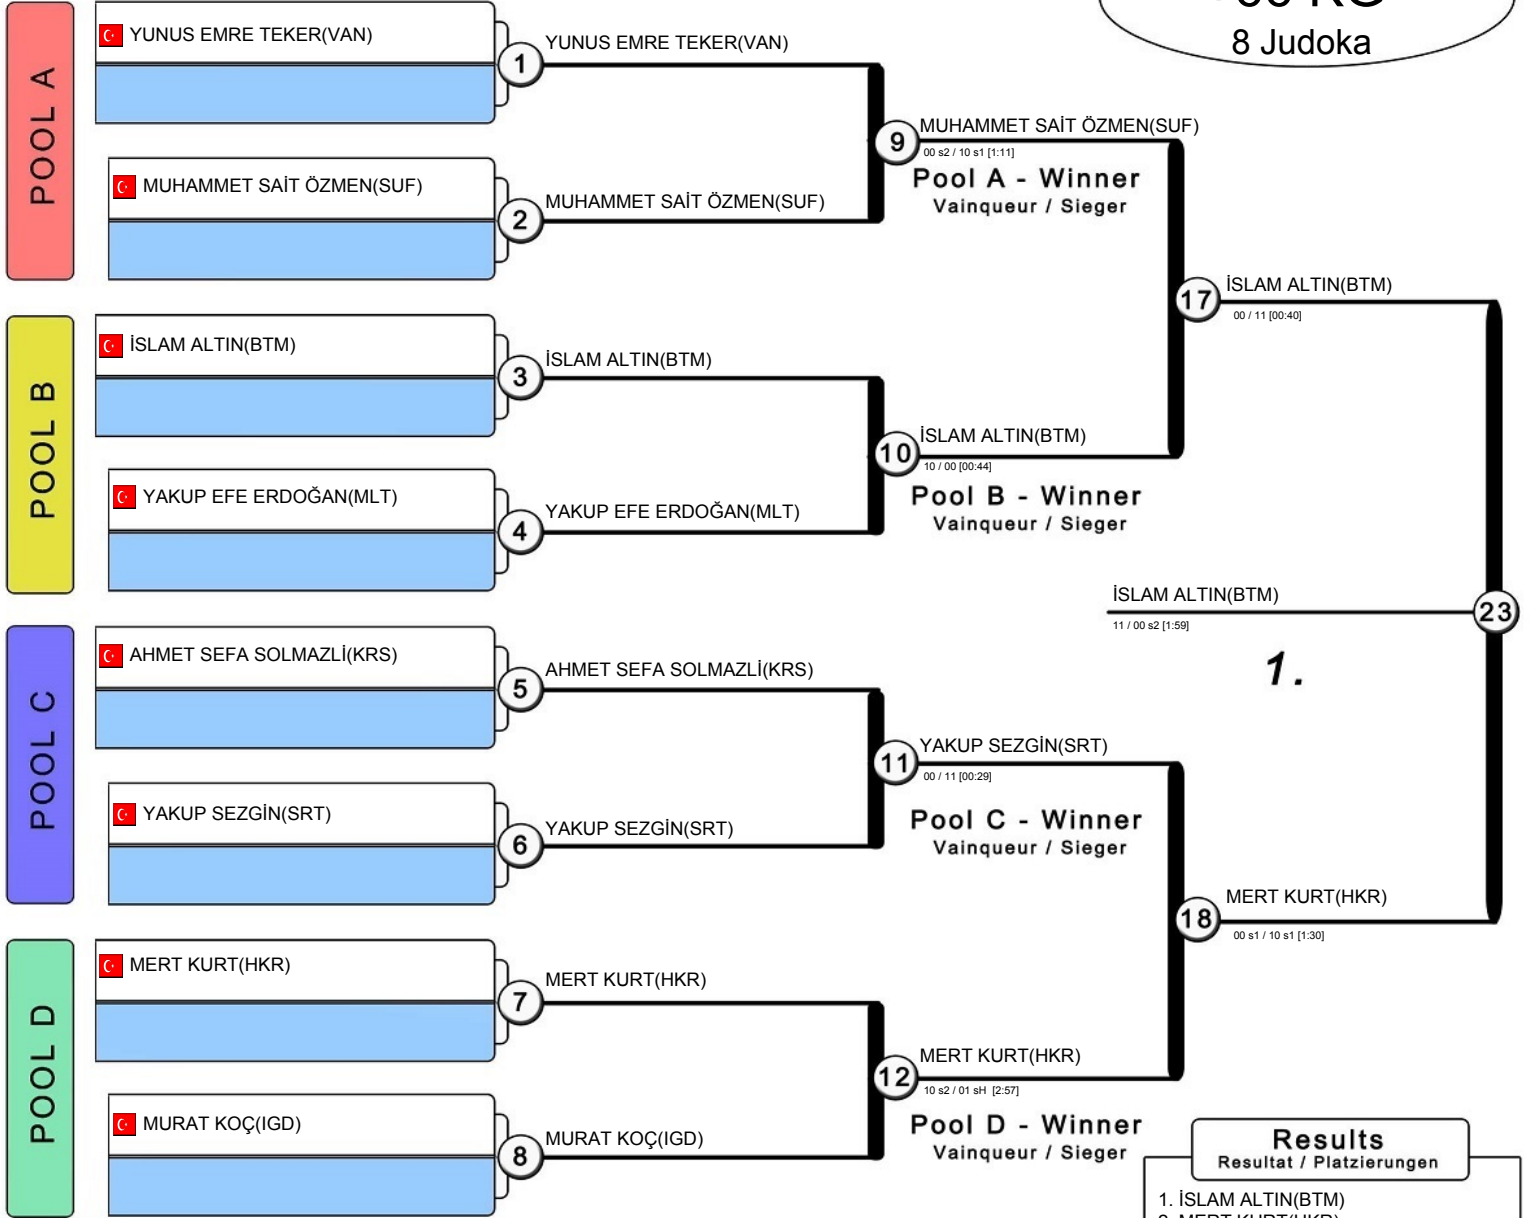 8 Judoka
POOL A
YUNUS EMRE TEKER(VAN)
1
YUNUS EMRE TEKER(VAN)
MUHAMMET SAİT ÖZMEN(SUF)
2
MUHAMMET SAİT ÖZMEN(SUF)
9
MUHAMMET SAİT ÖZMEN(SUF)
00 s2 / 10 s1 [1:11]
Pool A - Winner
Vainqueur / Sieger
POOL B
İSLAM ALTIN(BTM)
3
İSLAM ALTIN(BTM)
YAKUP EFE ERDOĞAN(MLT)
4
YAKUP EFE ERDOĞAN(MLT)
10
İSLAM ALTIN(BTM)
10 / 00 [00:44]
Pool B - Winner
Vainqueur / Sieger
17
İSLAM ALTIN(BTM)
00 / 11 [00:40]
İSLAM ALTIN(BTM)
11 / 00 s2 [1:59]
23
1.
POOL C
AHMET SEFA SOLMAZLİ(KRS)
5
AHMET SEFA SOLMAZLİ(KRS)
YAKUP SEZGİN(SRT)
6
YAKUP SEZGİN(SRT)
11
YAKUP SEZGİN(SRT)
00 / 11 [00:29]
Pool C - Winner
Vainqueur / Sieger
18
MERT KURT(HKR)
00 s1 / 10 s1 [1:30]
POOL D
MERT KURT(HKR)
7
MERT KURT(HKR)
MURAT KOÇ(IGD)
8
MURAT KOÇ(IGD)
12
MERT KURT(HKR)
10 s2 / 01 sH [2:57]
Pool D - Winner
Vainqueur / Sieger
Results
Resultat / Platzierungen
1. İSLAM ALTIN(BTM)
2. MERT KURT(HKR)